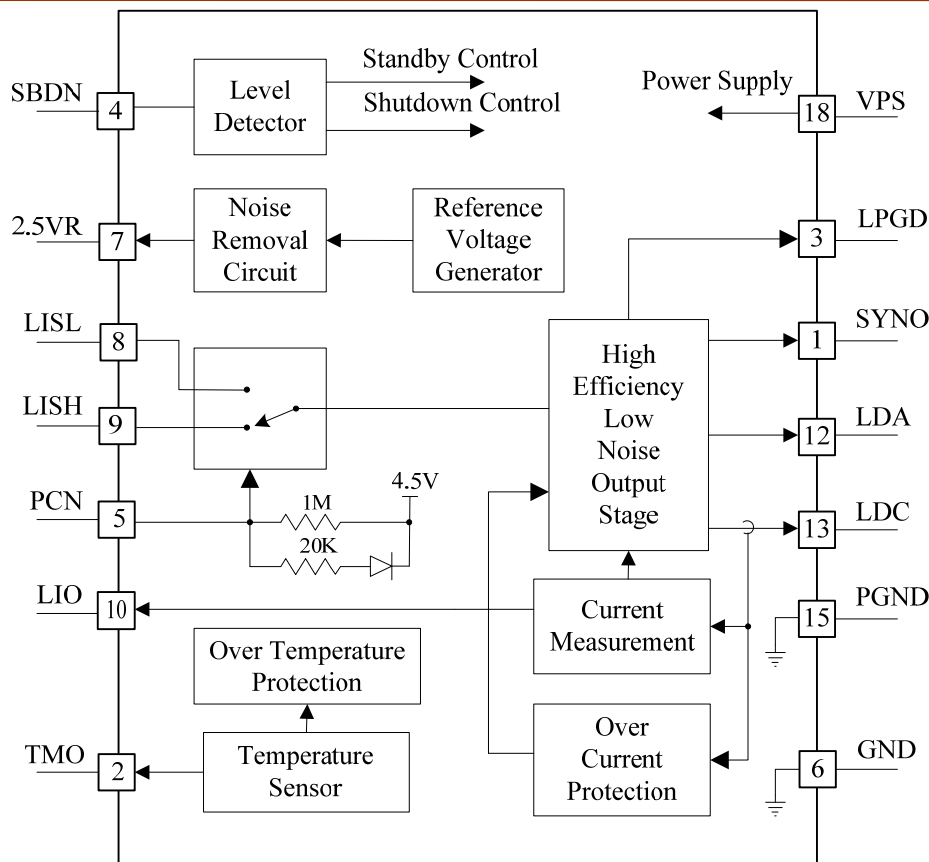 SBDN
4
Level
Detector
Standby Control
Shutdown Control
Power Supply
18
VPS
2.5VR
7
Noise
Removal
Circuit
Reference
Voltage
Generator
3
LPGD
LISL
8
LISH
9
High
Efficiency
Low
Noise
Output
Stage
1
SYNO
12
LDA
PCN
5
1M
4.5V
20K
13
LDC
LIO
10
Current
Measurement
15
PGND
Over Temperature
Protection
TMO
2
Temperature
Sensor
Over
Current
Protection
6
GND